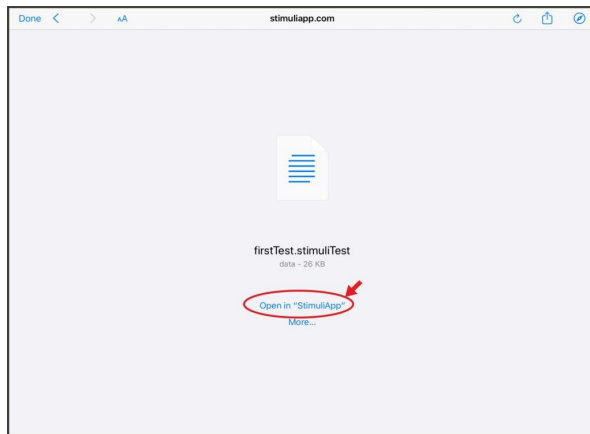 Done AA stimuliapp.com
firstTest.stimuliTest
data - 26 KB
Open in "StimuliApp"
More...